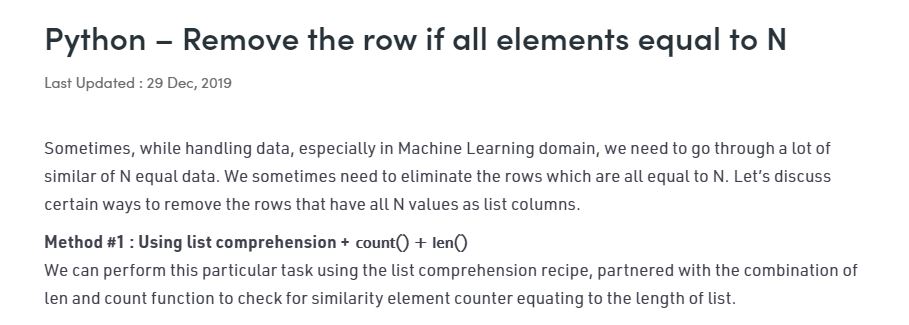 Python – Remove the row if all elements equal to N
Last Updated : 29 Dec, 2019
Sometimes, while handling data, especially in Machine Learning domain, we need to go through a lot of
similar of N equal data. We sometimes need to eliminate the rows which are all equal to N. Let’s discuss
certain ways to remove the rows that have all N values as list columns.
Method #1 : Using list comprehension + count() + len()
We can perform this particular task using the list comprehension recipe, partnered with the combination of
len and count function to check for similarity element counter equating to the length of list.